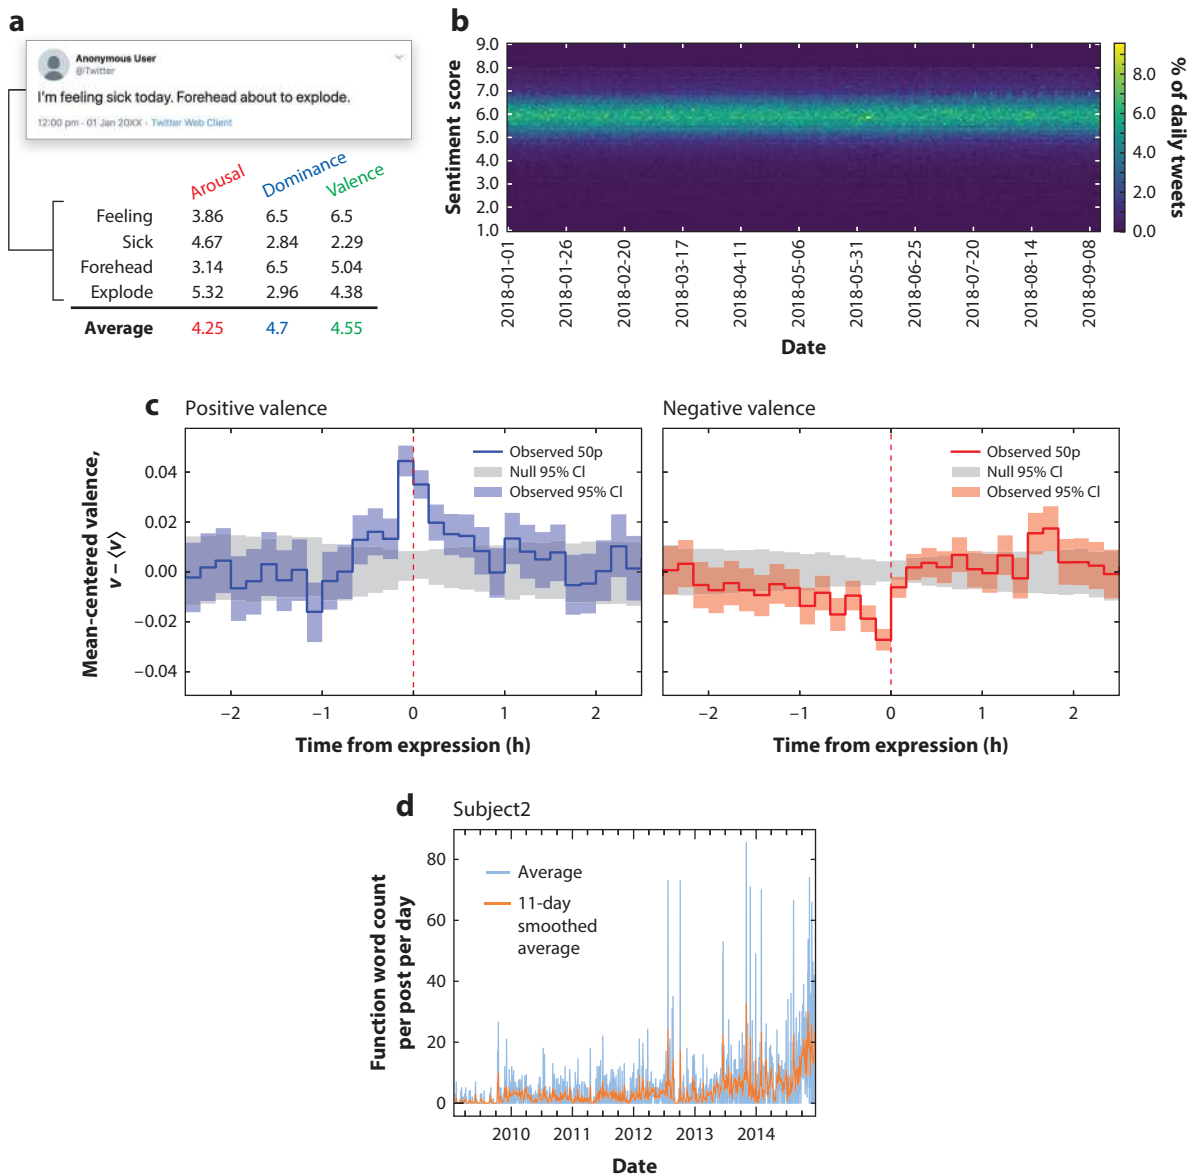 a
Anonymous User
@Twitter
I'm feeling sick today. Forehead about to explode.
12:00 pm - 01 Jan 20XX · Twitter Web Client
Arousal Dominance Valence
Feeling 3.86 6.5 6.5
Sick 4.67 2.84 2.29
Forehead 3.14 6.5 5.04
Explode 5.32 2.96 4.38
Average 4.25 4.7 4.55
b
Sentiment score
9.0
8.0
7.0
6.0
5.0
4.0
3.0
2.0
1.0
2018-01-01
2018-01-26
2018-02-20
2018-03-17
2018-04-11
2018-05-06
2018-05-31
2018-06-25
2018-07-20
2018-08-14
2018-09-08
Date
8.0
6.0
4.0
2.0
0.0
% of daily tweets
c
Positive valence
Mean-centered valence,
v – ⟨v⟩
0.04
0.02
0.00
−0.02
−0.04
Observed 50p
Null 95% CI
Observed 95% CI
−2 −1 0 1 2
Time from expression (h)
Negative valence
Observed 50p
Null 95% CI
Observed 95% CI
−2 −1 0 1 2
Time from expression (h)
d
Subject2
Function word count
per post per day
80
60
40
20
0
Average
11-day
smoothed
average
2010 2011 2012 2013 2014
Date